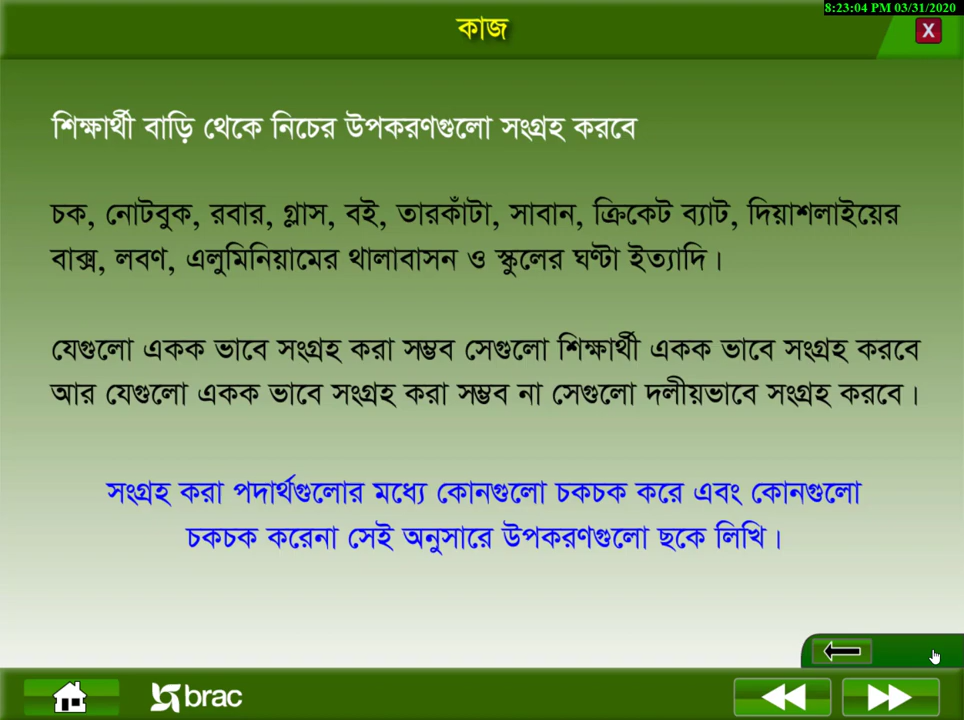 8:23:04 PM 03/31/2020
কাজ
X
শিক্ষার্থী বাড়ি থেকে নিচের উপকরণগুলো সংগ্রহ করবে
চক, নোটবুক, রবার, গ্লাস, বই, তারকাঁটা, সাবান, ক্রিকেট ব্যাট, দিয়াশলাইয়ের
বাক্স, লবণ, এলুমিনিয়ামের থালাবাসন ও স্কুলের ঘণ্টা ইত্যাদি।
যেগুলো একক ভাবে সংগ্রহ করা সম্ভব সেগুলো শিক্ষার্থী একক ভাবে সংগ্রহ করবে
আর যেগুলো একক ভাবে সংগ্রহ করা সম্ভব না সেগুলো দলীয়ভাবে সংগ্রহ করবে।
সংগ্রহ করা পদার্থগুলোর মধ্যে কোনগুলো চকচক করে এবং কোনগুলো
চকচক করেনা সেই অনুসারে উপকরণগুলো ছকে লিখি।
brac